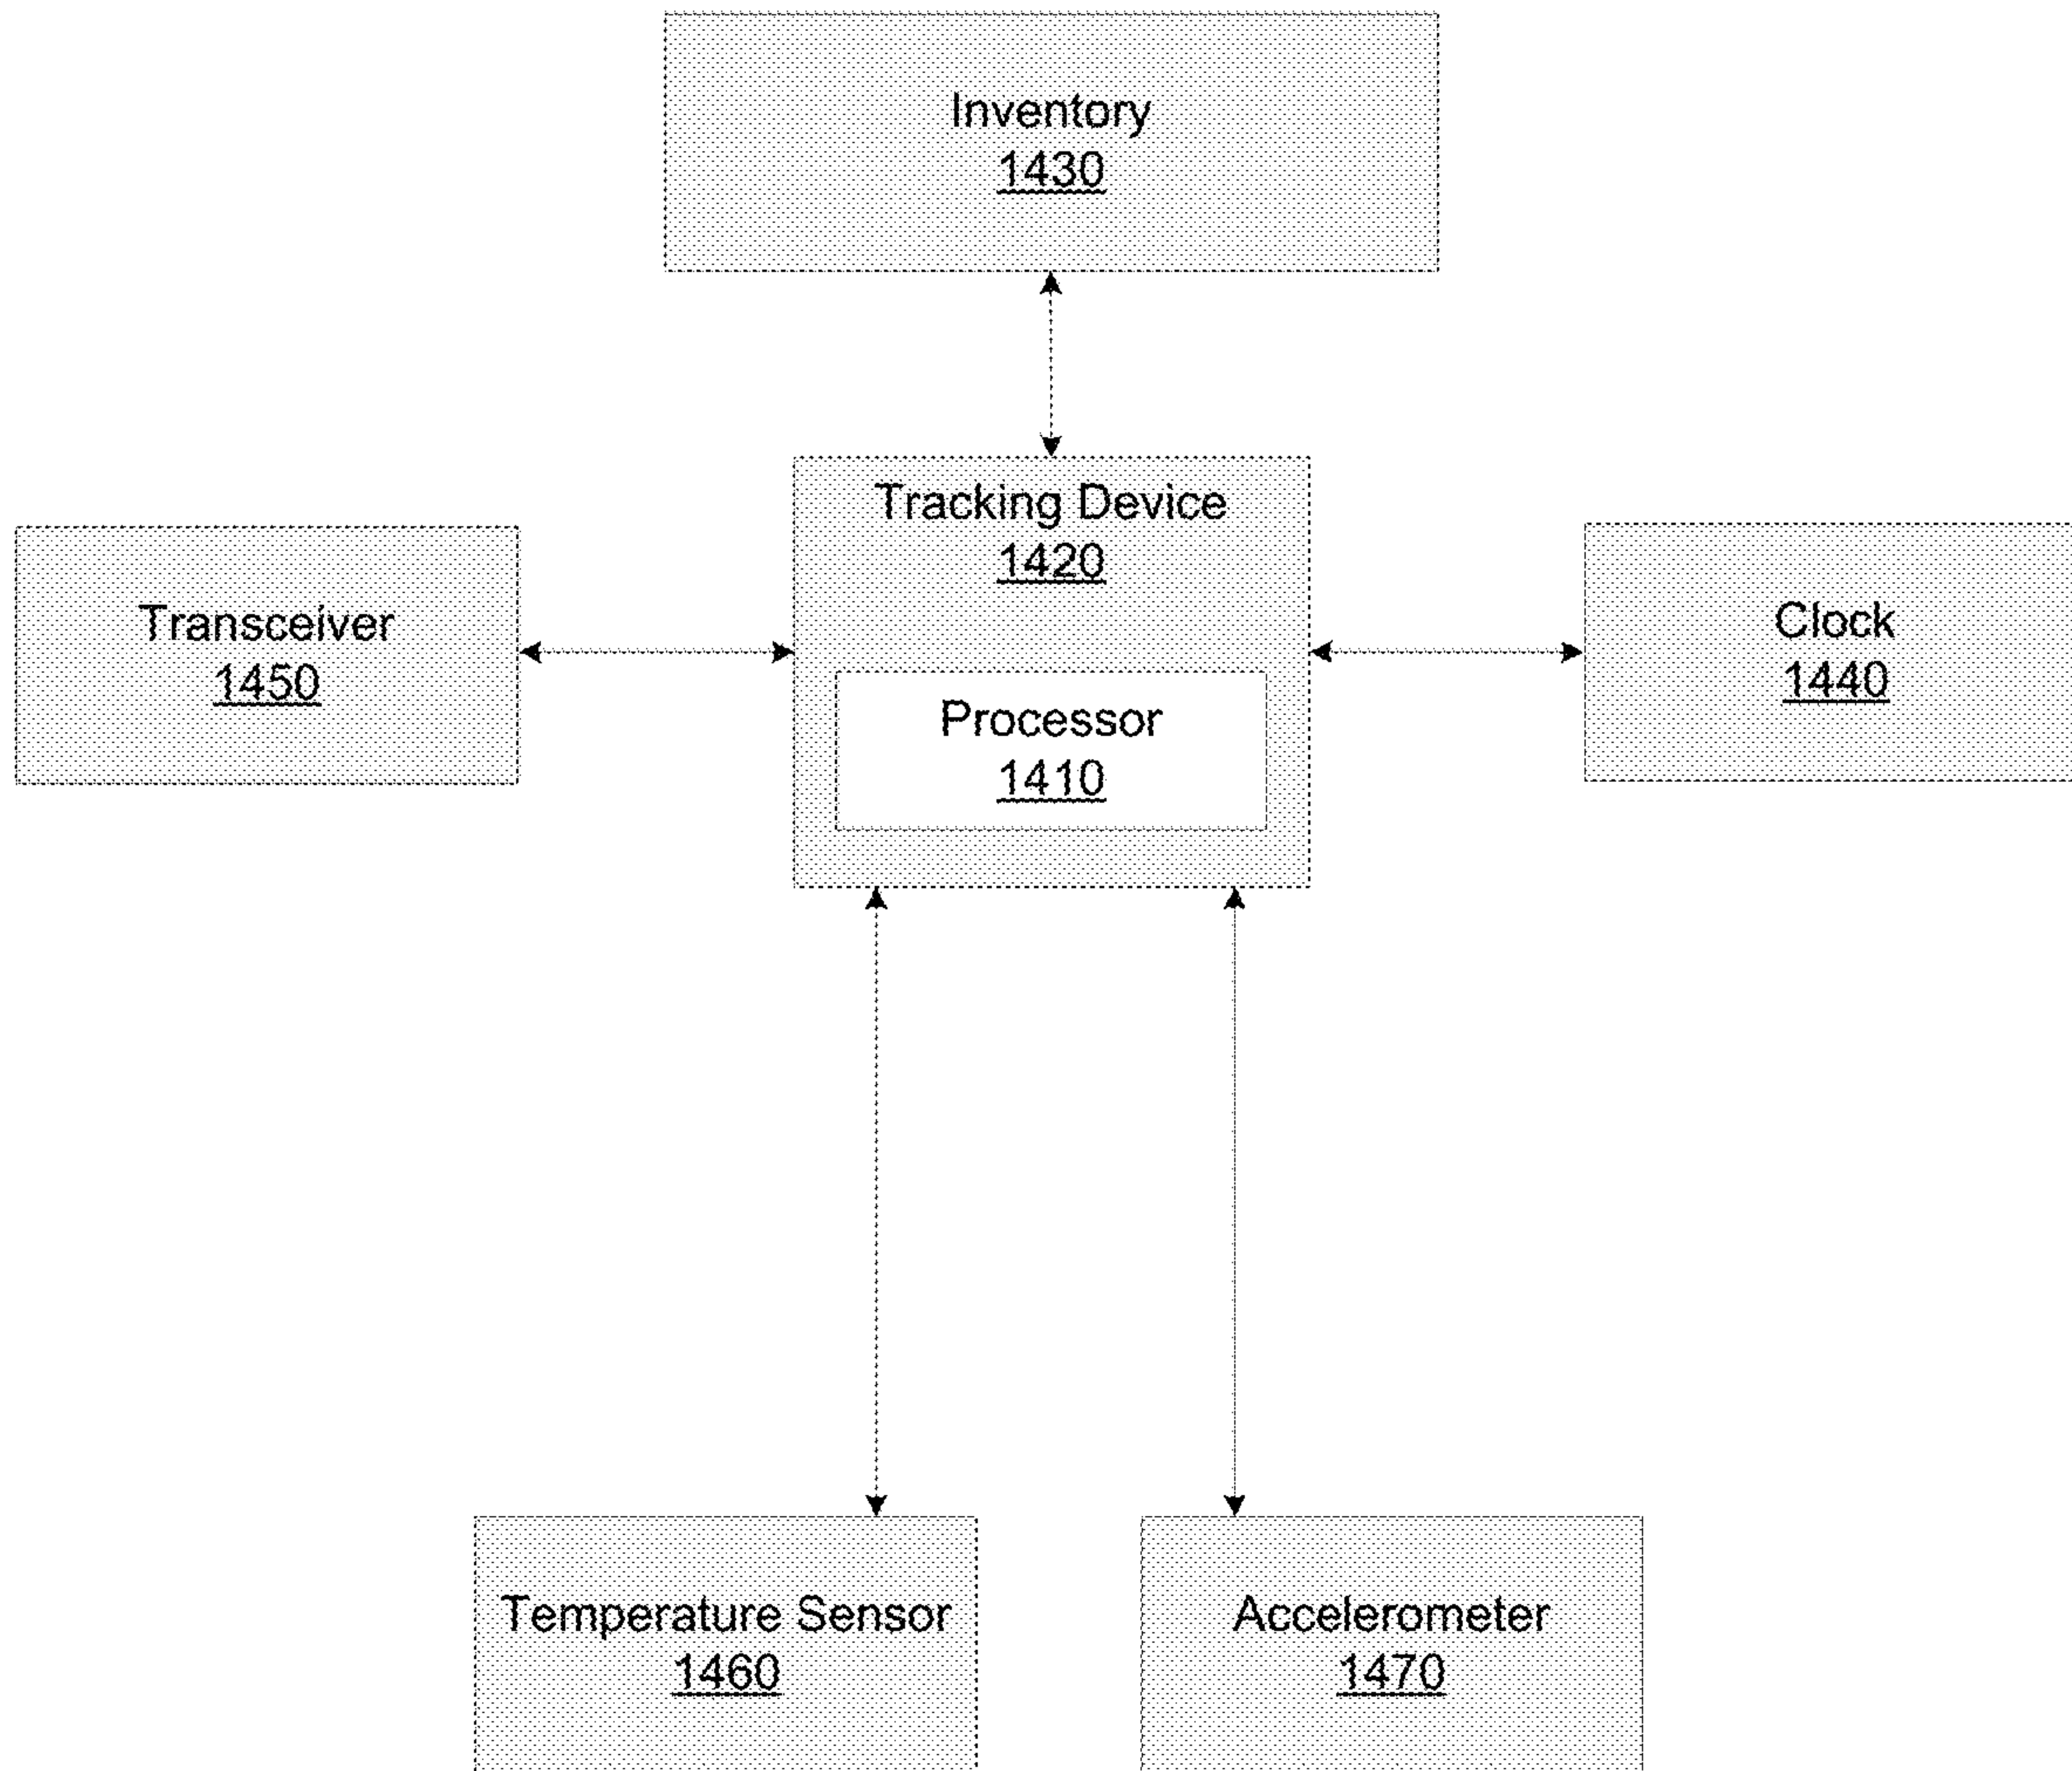 Inventory
1430
Tracking Device
1420
Transceiver
1450
Clock
1440
Processor
1410
Temperature Sensor
1460
Accelerometer
1470